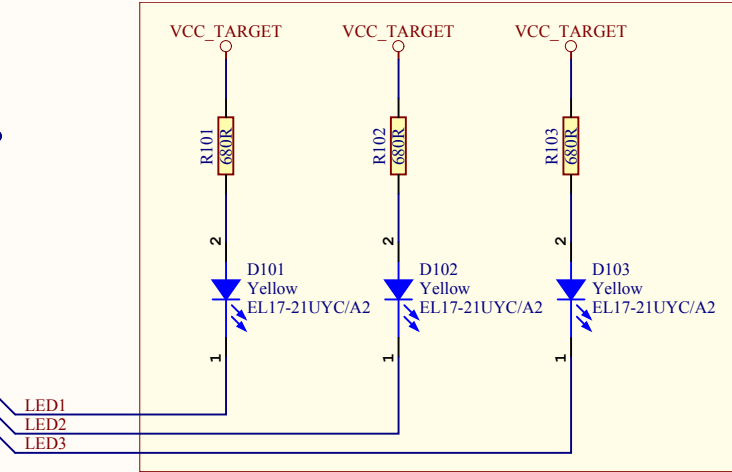 VCC_TARGET VCC_TARGET VCC_TARGET
R101 680R R102 680R R103 680R
2 2 2
D101 D102 D103
Yellow Yellow Yellow
EL17-21UYC/A2 EL17-21UYC/A2 EL17-21UYC/A2
1 1 1
LED1
LED2
LED3